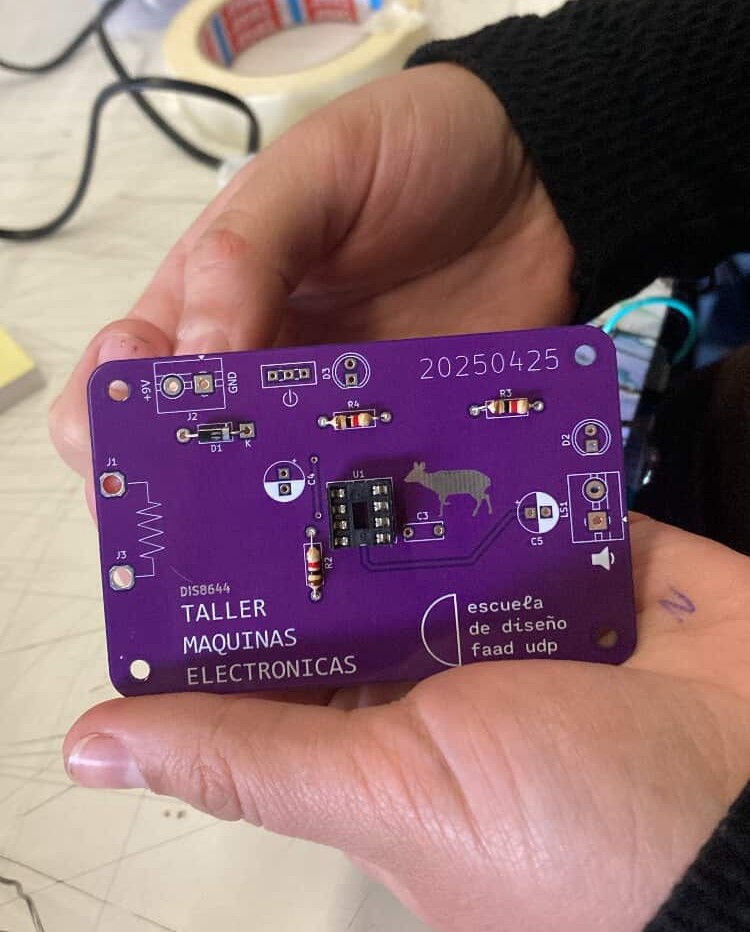 20250425
+9V
GND
D3
J2
R4
R3
D1
K
D2
J1
C4
U1
C3
LS1
C5
J3
R2
DIS8644
TALLER
MAQUINAS
ELECTRONICAS
escuela
de diseño
faad udp